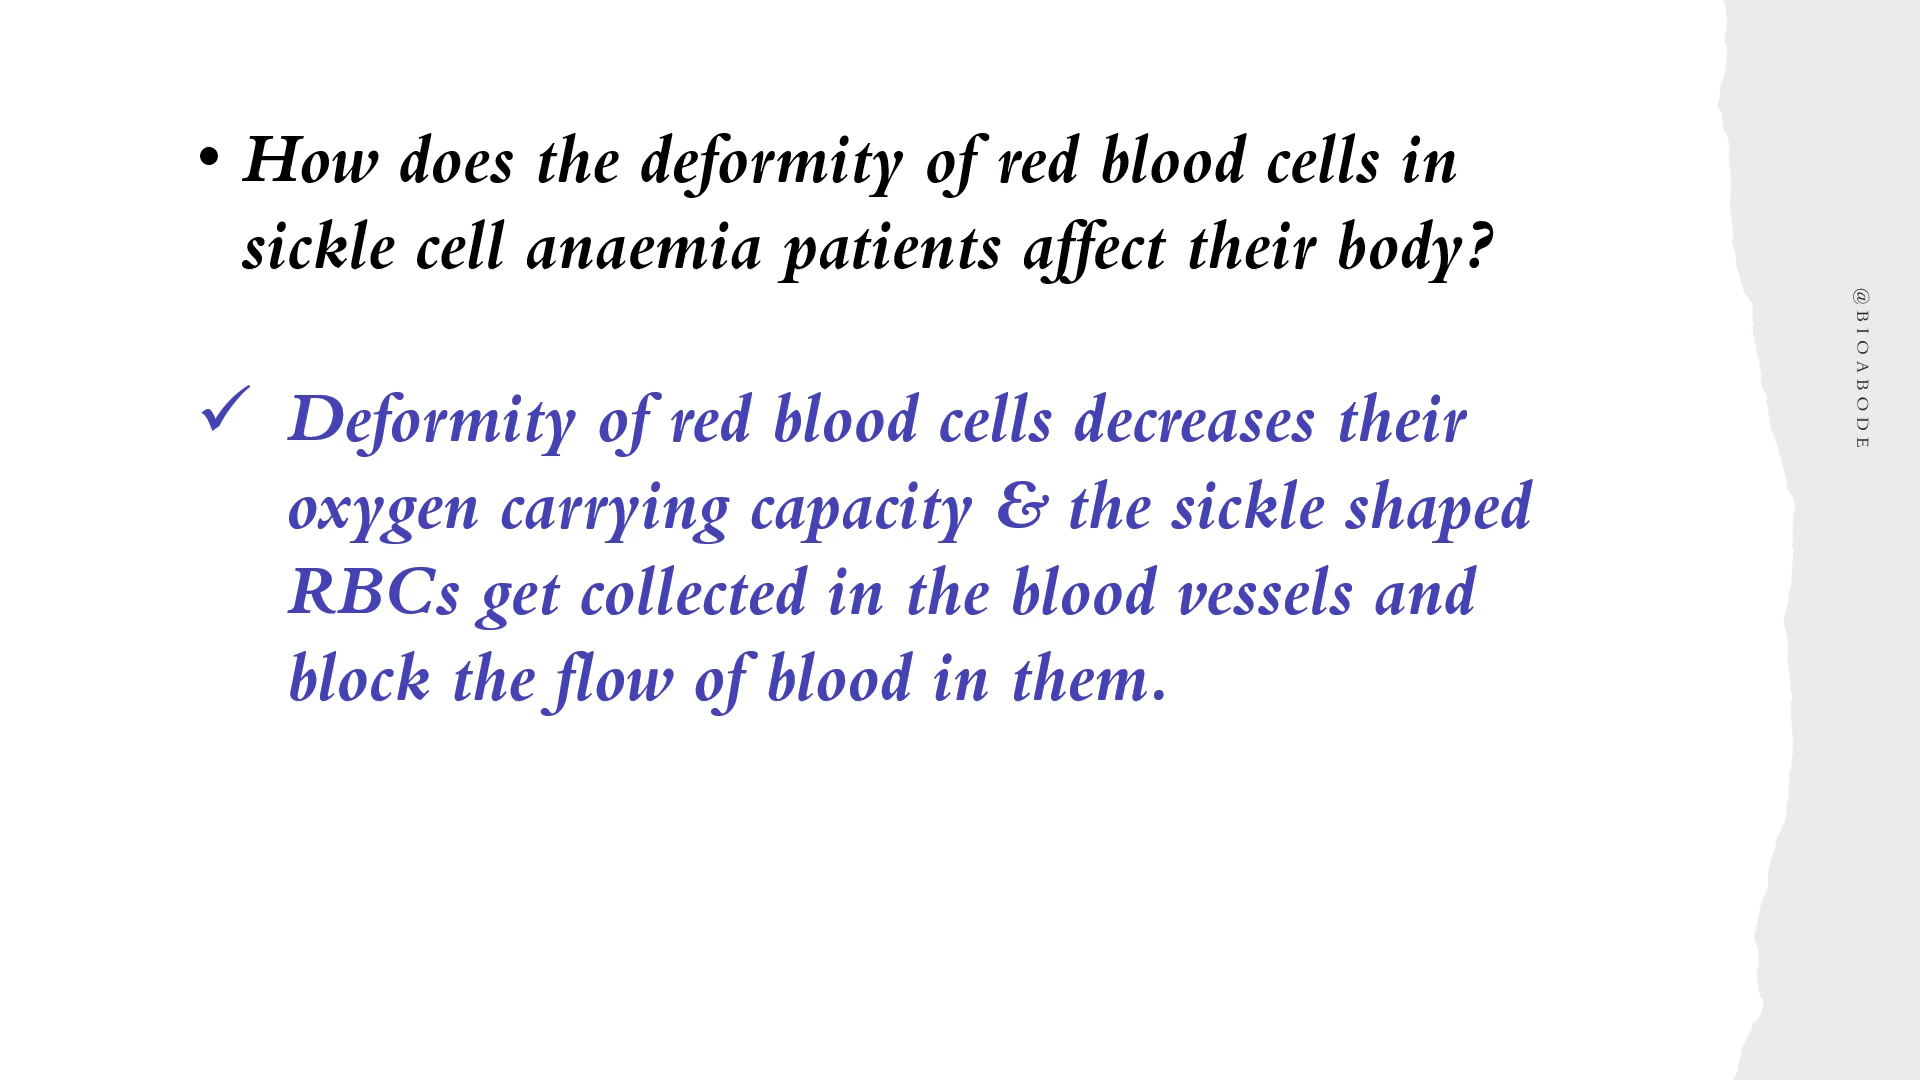 • How does the deformity of red blood cells in
sickle cell anaemia patients affect their body?
✓ Deformity of red blood cells decreases their
oxygen carrying capacity & the sickle shaped
RBCs get collected in the blood vessels and
block the flow of blood in them.
@BIOABODE